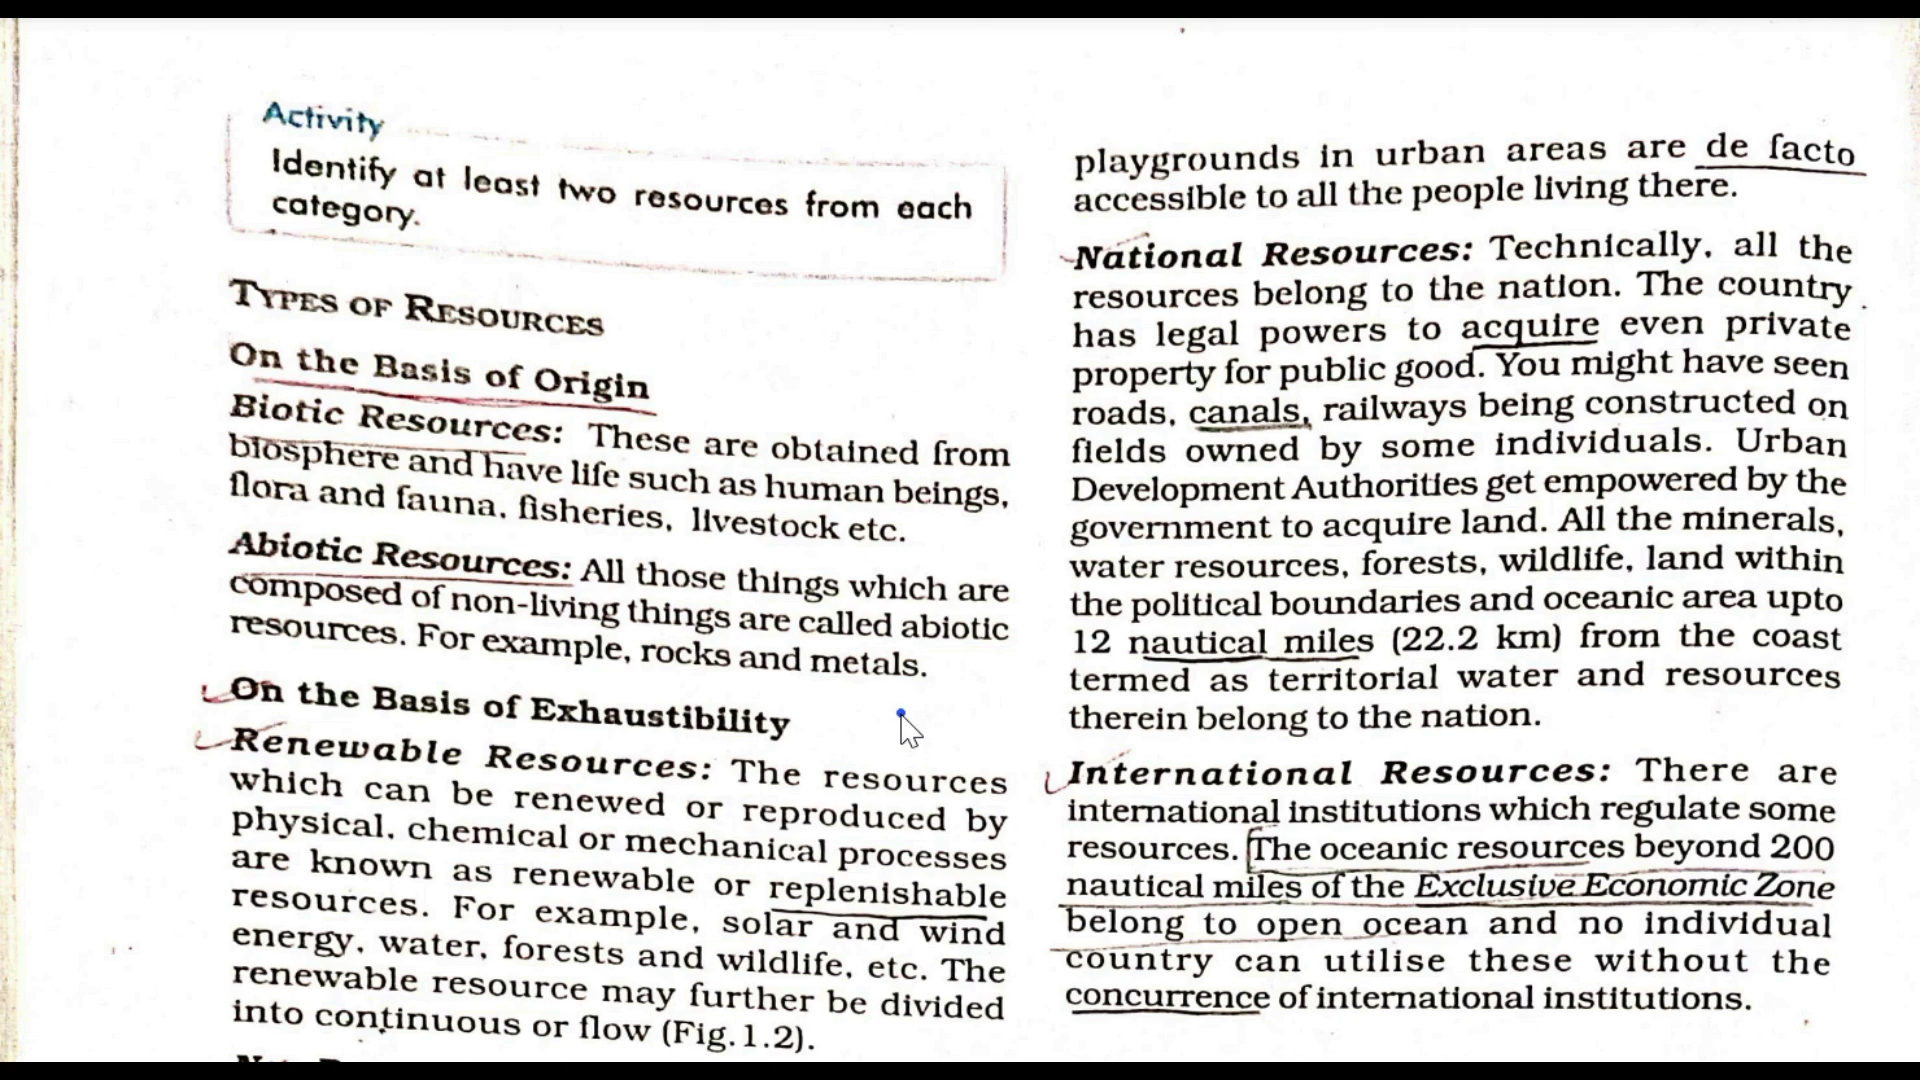 Activity
Identify at least two resources from each
category.
TYPES OF RESOURCES
On the Basis of Origin
Biotic Resources: These are obtained from
biosphere and have life such as human beings,
flora and fauna, fisheries, livestock etc.
Abiotic Resources: All those things which are
composed of non-living things are called abiotic
resources. For example, rocks and metals.
On the Basis of Exhaustibility
Renewable Resources: The resources
which can be renewed or reproduced by
physical, chemical or mechanical processes
are known as renewable or replenishable
resources. For example, solar and wind
energy, water, forests and wildlife, etc. The
renewable resource may further be divided
into continuous or flow (Fig.1.2).
playgrounds in urban areas are de facto
accessible to all the people living there.
National Resources: Technically, all the
resources belong to the nation. The country
has legal powers to acquire even private
property for public good. You might have seen
roads, canals, railways being constructed on
fields owned by some individuals. Urban
Development Authorities get empowered by the
government to acquire land. All the minerals,
water resources, forests, wildlife, land within
the political boundaries and oceanic area upto
12 nautical miles (22.2 km) from the coast
termed as territorial water and resources
therein belong to the nation.
International Resources: There are
international institutions which regulate some
resources. The oceanic resources beyond 200
nautical miles of the Exclusive Economic Zone
belong to open ocean and no individual
country can utilise these without the
concurrence of international institutions.